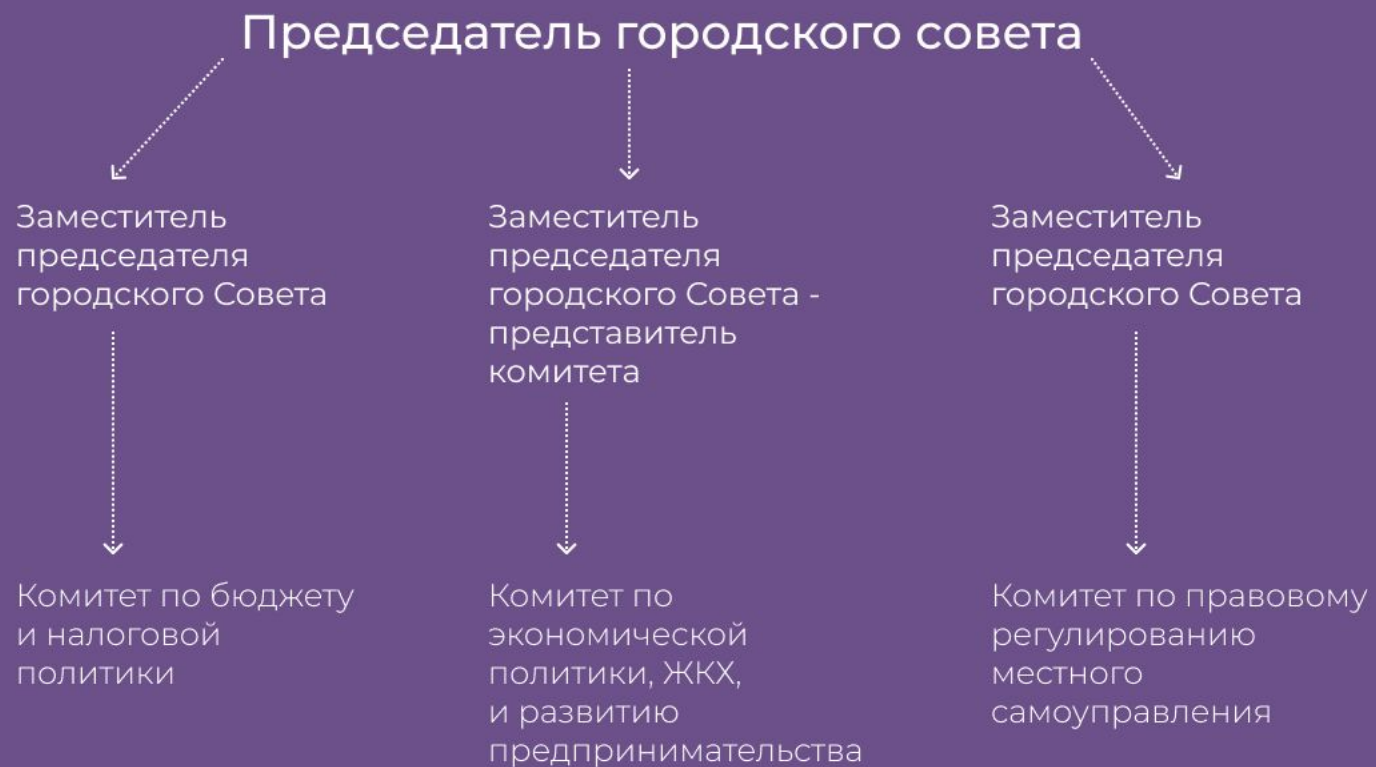 Председатель городского совета
Заместитель
председателя
городского Совета
Заместитель
председателя
городского Совета -
представитель
комитета
Заместитель
председателя
городского Совета
Комитет по бюджету
и налоговой
политики
Комитет по
экономической
политики, ЖКХ,
и развитию
предпринимательства
Комитет по правовому
регулированию
местного
самоуправления